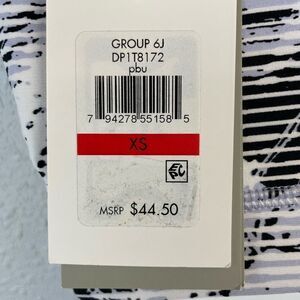 GROUP 6J
DP1T8172
pbu
7 94278 55158 5
XS
MSRP $44.50